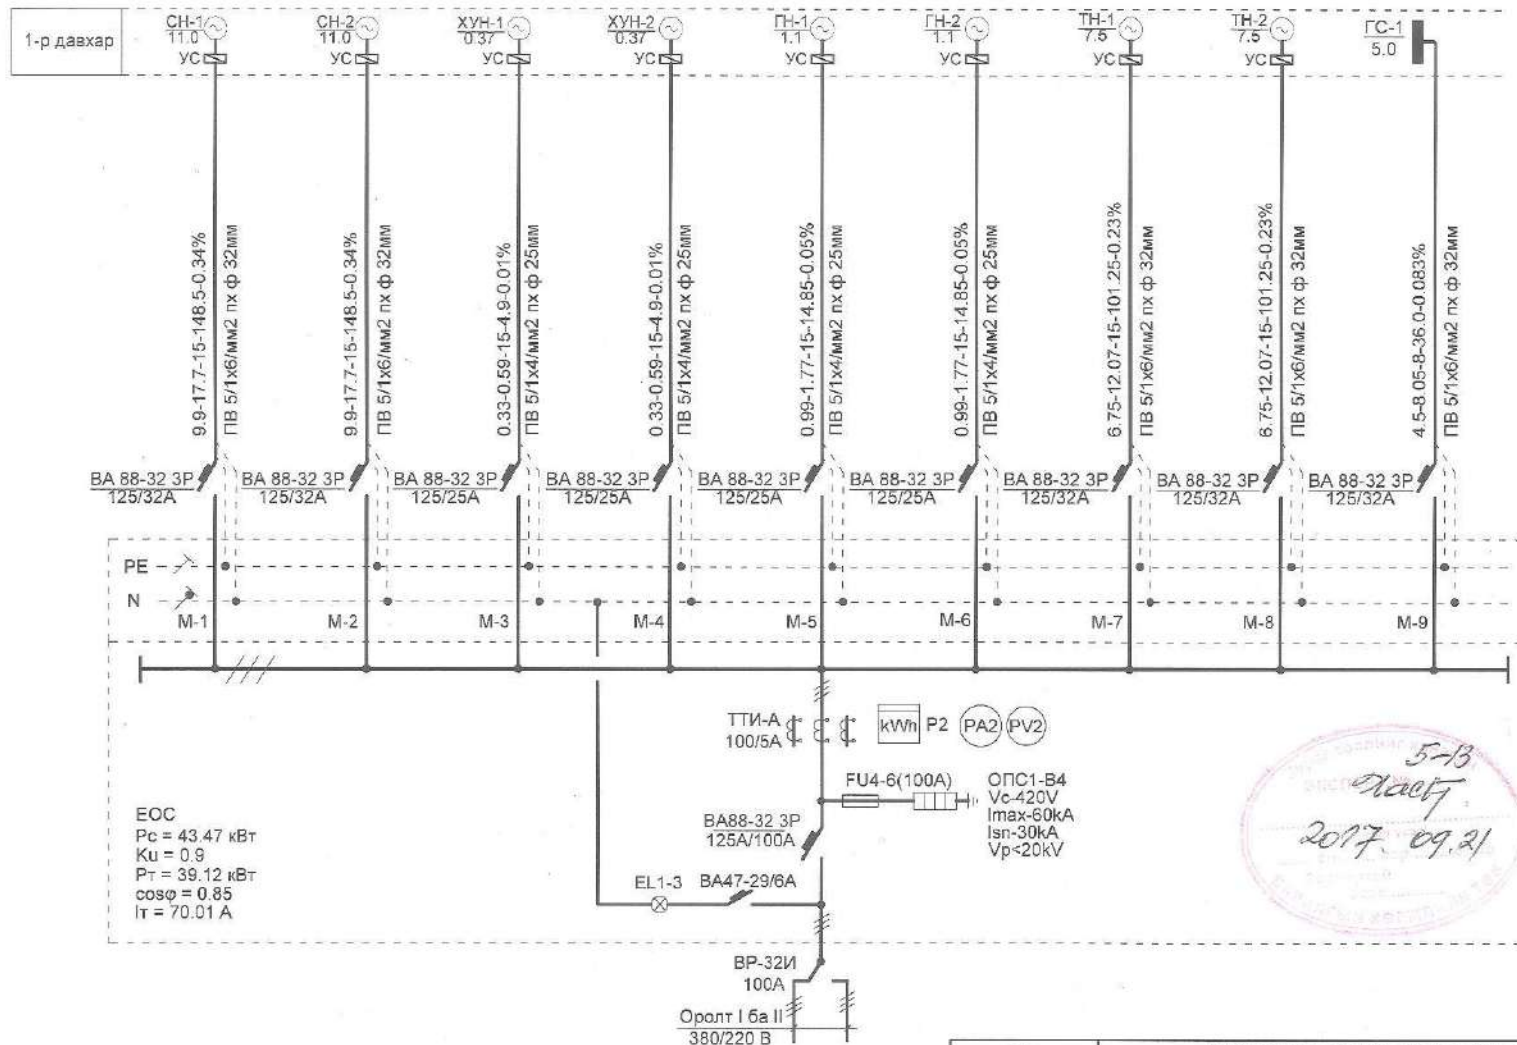 1-р давхар
СН-1
11.0
УС
СН-2
11.0
УС
ХУН-1
0.37
УС
ХУН-2
0.37
УС
ГН-1
1.1
УС
ГН-2
1.1
УС
ТН-1
7.5
УС
ТН-2
7.5
УС
ГС-1
5.0
9.9-17.7-15-148.5-0.34%
ПВ 5/1х6/мм2 пх ф 32мм
9.9-17.7-15-148.5-0.34%
ПВ 5/1х6/мм2 пх ф 32мм
0.33-0.59-15-4.9-0.01%
ПВ 5/1х4/мм2 пх ф 25мм
0.33-0.59-15-4.9-0.01%
ПВ 5/1х4/мм2 пх ф 25мм
0.99-1.77-15-14.85-0.05%
ПВ 5/1х4/мм2 пх ф 25мм
0.99-1.77-15-14.85-0.05%
ПВ 5/1х4/мм2 пх ф 25мм
6.75-12.07-15-101.25-0.23%
ПВ 5/1х6/мм2 пх ф 32мм
6.75-12.07-15-101.25-0.23%
ПВ 5/1х6/мм2 пх ф 32мм
4.5-8.05-8-36.0-0.083%
ПВ 5/1х6/мм2 пх ф 32мм
ВА 88-32 3Р
125/32А
ВА 88-32 3Р
125/32А
ВА 88-32 3Р
125/25А
ВА 88-32 3Р
125/25А
ВА 88-32 3Р
125/25А
ВА 88-32 3Р
125/25А
ВА 88-32 3Р
125/32А
ВА 88-32 3Р
125/32А
ВА 88-32 3Р
125/32А
PE
N
М-1
М-2
М-3
М-4
М-5
М-6
М-7
М-8
М-9
ТТИ-А
100/5А
kWh
P2
PA2
PV2
FU4-6(100A)
ОПС1-В4
Vc-420V
Imax-60kA
Isn-30kA
Vp<20kV
ВА88-32 3Р
125А/100А
ЕОС
Рс = 43.47 кВт
Ku = 0.9
Рт = 39.12 кВт
cosφ = 0.85
Iт = 70.01 А
EL1-3
ВА47-29/6А
ВР-32И
100А
Оролт I ба II
380/220 В
5-13
2017. 09.21